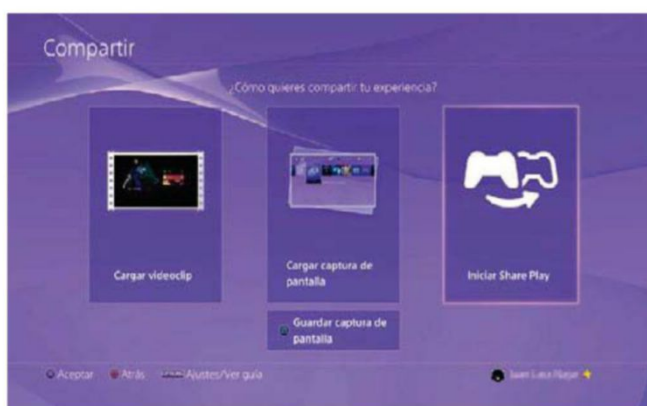 Compartir
¿Cómo quieres compartir tu experiencia?
Cargar videoclip
Cargar captura de
pantalla
Iniciar Share Play
Guardar captura de
pantalla
Aceptar Atrás Ajustes/Ver guía
Juan